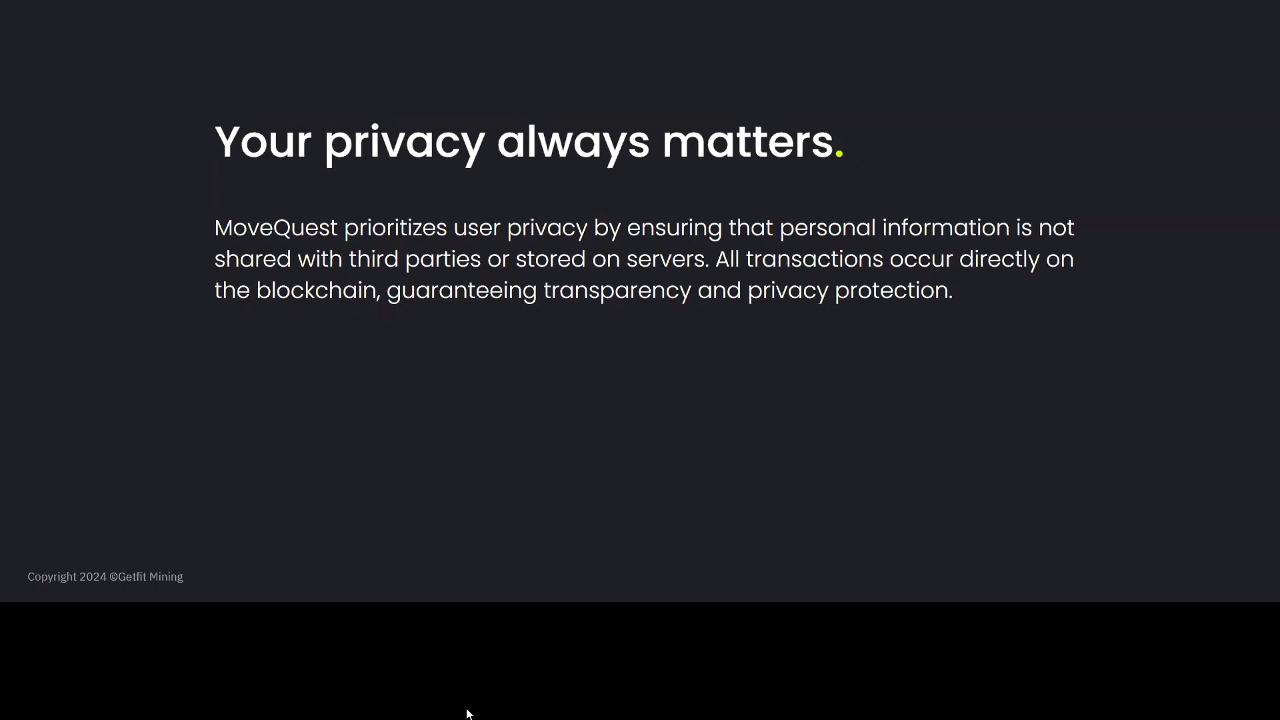 Your privacy always matters.
MoveQuest prioritizes user privacy by ensuring that personal information is not
shared with third parties or stored on servers. All transactions occur directly on
the blockchain, guaranteeing transparency and privacy protection.
Copyright 2024 ©Getfit Mining